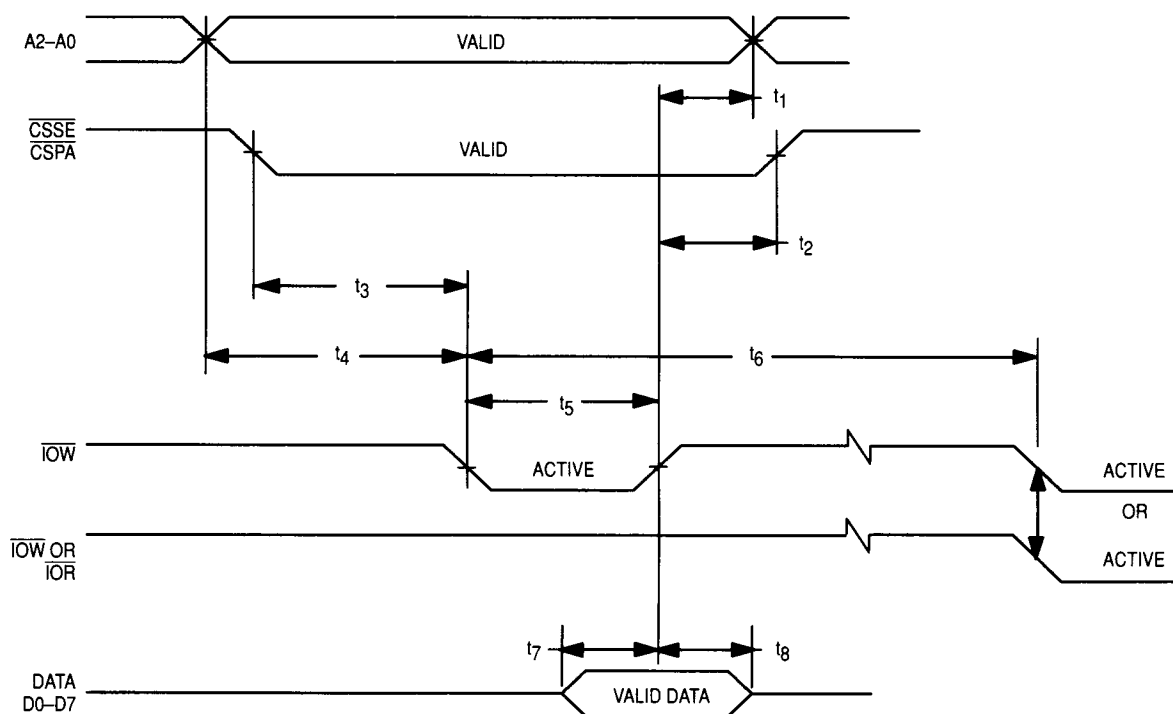 A2–A0
VALID
t1
CSSE
CSPA
VALID
t2
t3
t4
t6
t5
IOW
ACTIVE
ACTIVE
OR
IOW OR
IOR
ACTIVE
t7
t8
DATA
D0–D7
VALID DATA